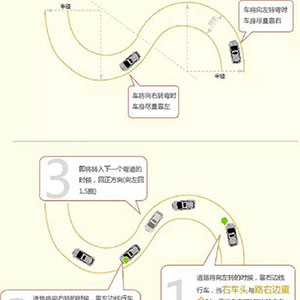 半径
车将向左转弯时
车身尽量靠右
半径
车将向右转弯时
车身尽量靠左
3
即将转入下一个弯道的
时候，回正方向(向左回
1.5圈)
1
道路将向左转的时候，靠右边线
行车，当右车头与路右边重
道路将向右转的时候，靠左边线行车